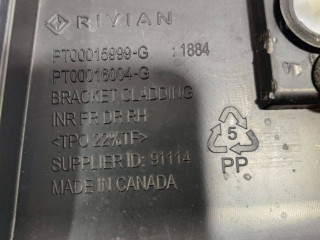 RIVIAN
PT00015999-G :1884
PT00016004-G
BRACKET CLADDING
INR FR DR RH
<TPO 22%TF>
SUPPLIER ID: 91114
MADE IN CANADA
5
PP